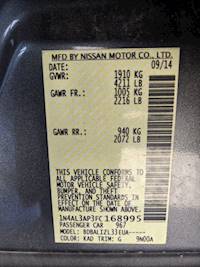 MFD BY NISSAN MOTOR CO., LTD.
DATE: 09/14
GVWR: 1910 KG
4211 LB
GAWR FR: 1005 KG
2216 LB
GAWR RR: 940 KG
2072 LB
THIS VEHICLE CONFORMS TO ALL
APPLICABLE FEDERAL MOTOR
VEHICLE SAFETY, BUMPER,
AND THEFT PREVENTION
STANDARDS IN EFFECT ON THE
DATE OF MANUFACTURE
SHOWN ABOVE.
1N4AL3AP3FC168995
PASSENGER CAR 967
MODEL:
COLOR: KAD TRIM: G 9N00A